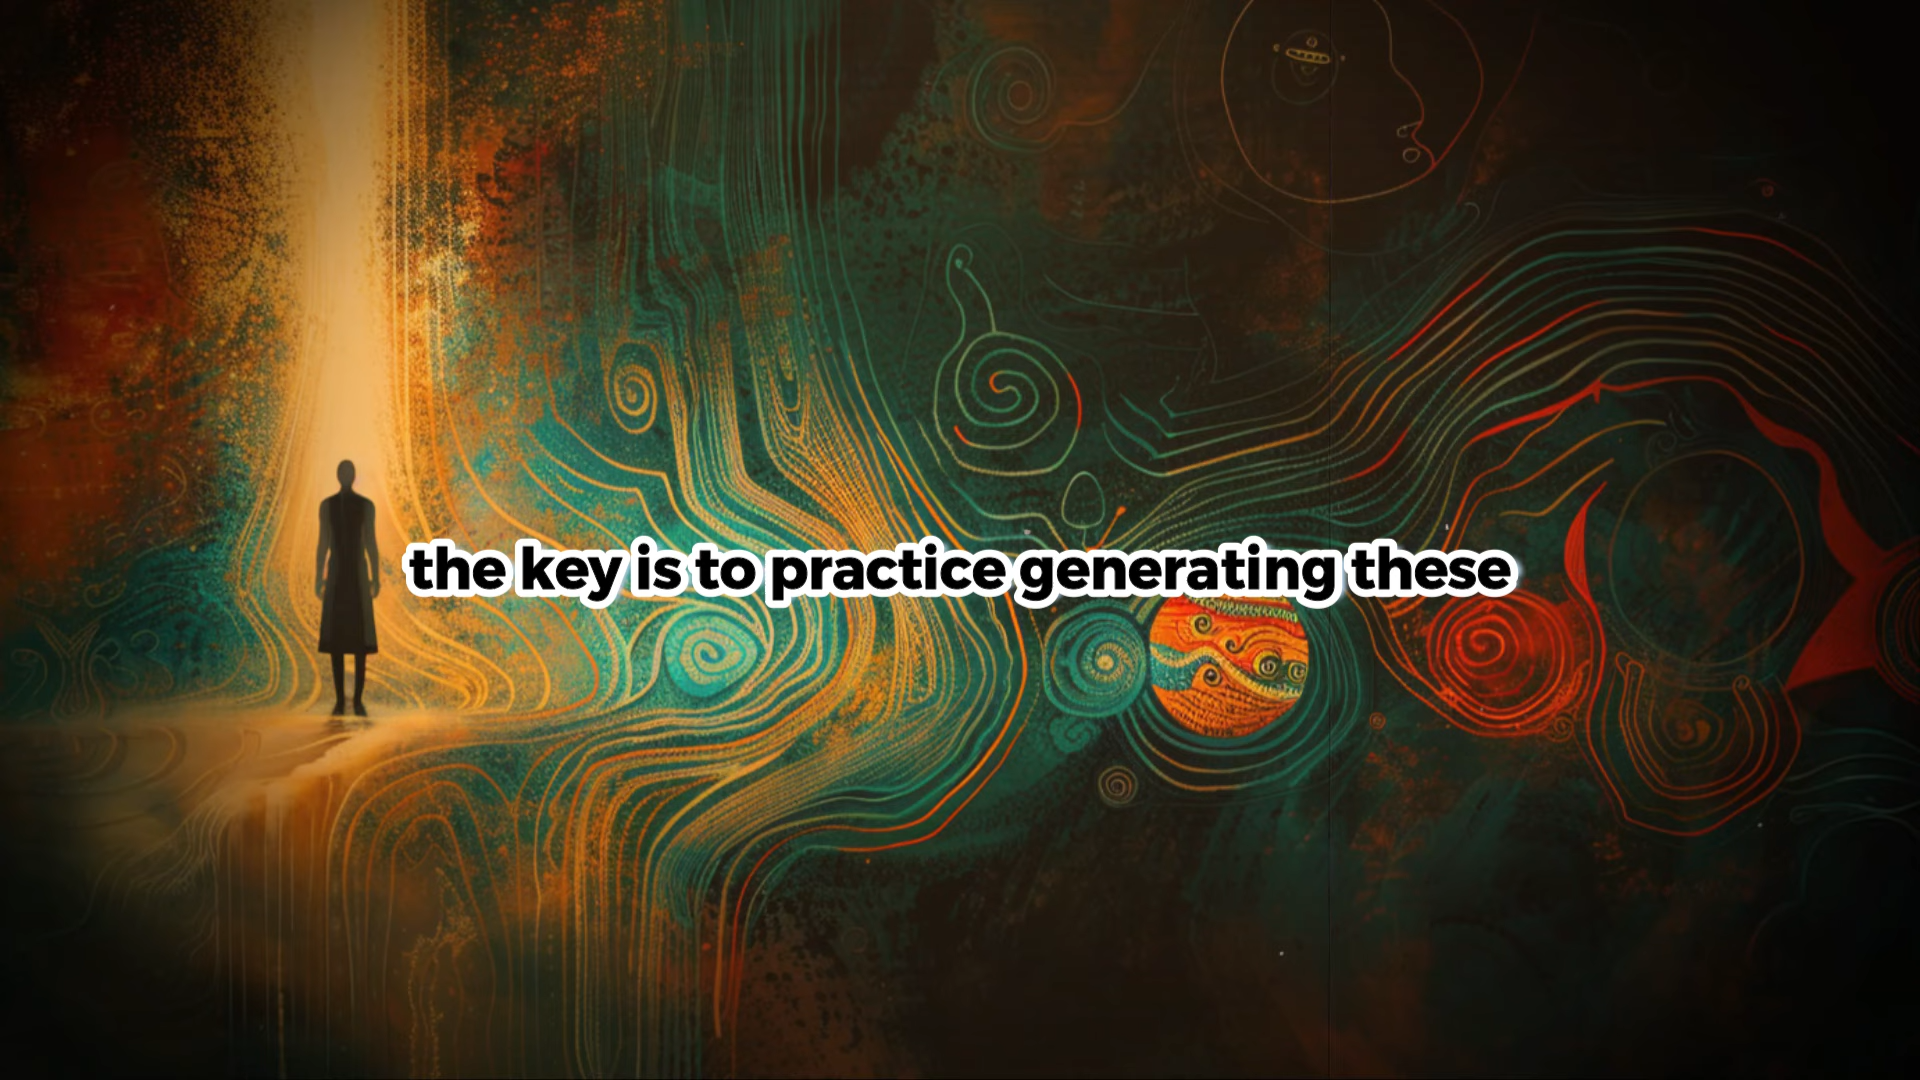 the key is to practice generating these